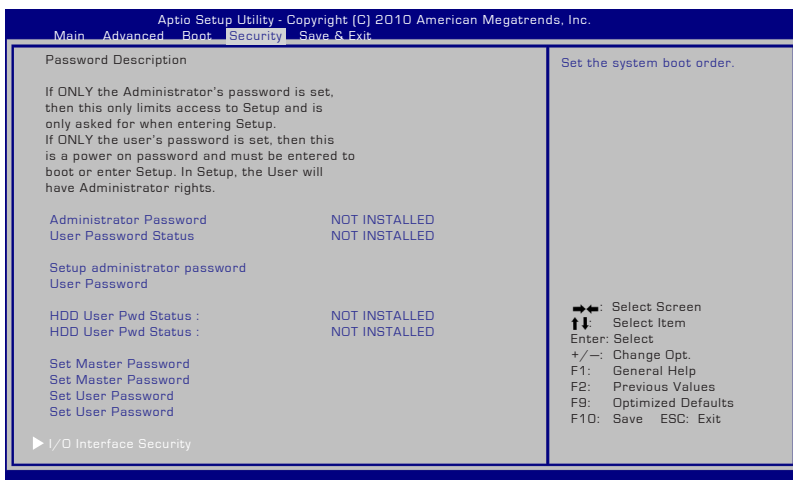 Aptio Setup Utility - Copyright (C) 2010 American Megatrends, Inc.
Main Advanced Boot Security Save & Exit
Password Description
If ONLY the Administrator's password is set,
then this only limits access to Setup and is
only asked for when entering Setup.
If ONLY the user's password is set, then this
is a power on password and must be entered to
boot or enter Setup. In Setup, the User will
have Administrator rights.
Administrator Password NOT INSTALLED
User Password Status NOT INSTALLED
Setup administrator password
User Password
HDD User Pwd Status : NOT INSTALLED
HDD User Pwd Status : NOT INSTALLED
Set Master Password
Set Master Password
Set User Password
Set User Password
▶ I/O Interface Security
Set the system boot order.
→←: Select Screen
↑↓: Select Item
Enter: Select
+/—: Change Opt.
F1: General Help
F2: Previous Values
F9: Optimized Defaults
F10: Save ESC: Exit